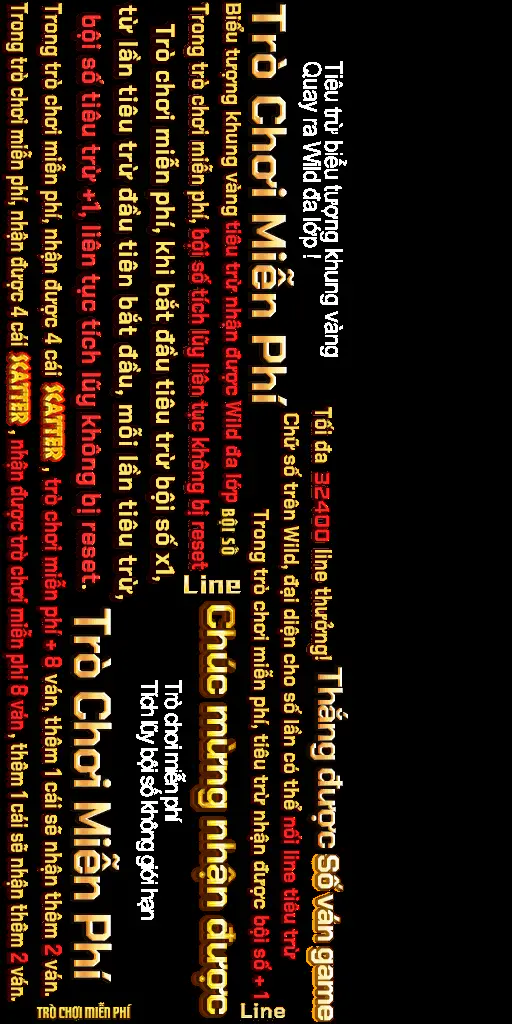 Tiêu trừ biểu tượng khung vàng
Quay ra Wild đa lớp !
Trò Chơi Miễn Phí
Biểu tượng khung vàng tiêu trừ nhận được Wild đa lớp
Trong trò chơi miễn phí, bội số tích lũy liên tục không bị reset
Trò chơi miễn phí, khi bắt đầu tiêu trừ bội số x1,
từ lần tiêu trừ đầu tiên bắt đầu, mỗi lần tiêu trừ,
bội số tiêu trừ +1, liên tục tích lũy không bị reset.
Trong trò chơi miễn phí, nhận được 4 cái SCATTER , trò chơi miễn phí + 8 ván, thêm 1 cái sẽ nhận thêm 2 ván.
Trong trò chơi miễn phí, nhận được 4 cái SCATTER , nhận được trò chơi miễn phí 8 ván, thêm 1 cái sẽ nhận thêm 2 ván.
Tối đa 32400 line thưởng!
Chữ số trên Wild, đại diện cho số lần có thể nối line tiêu trừ
Trong trò chơi miễn phí, tiêu trừ nhận được bội số + 1
BỘI SỐ
Line
Thắng được Số ván game
Chúc mừng nhận được
Trò chơi miễn phí
Tích lũy bội số không giới hạn
Trò Chơi Miễn Phí
TRÒ CHƠI MIỄN PHÍ
Line